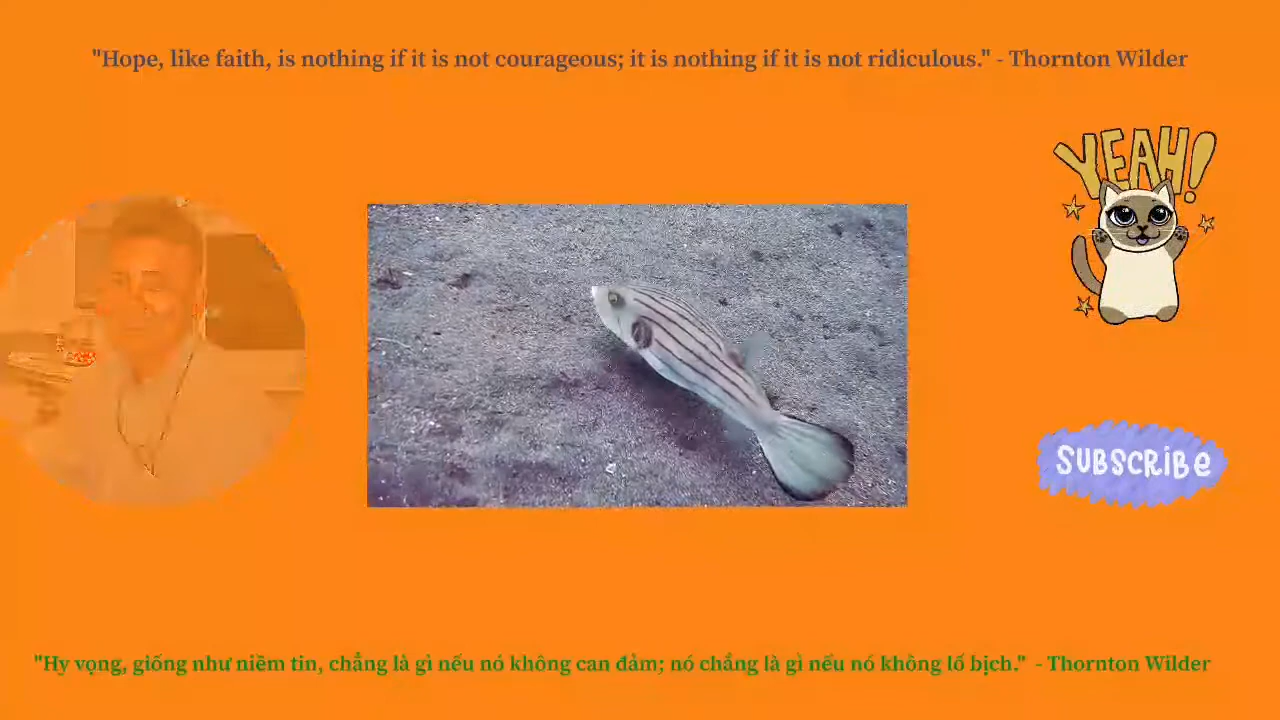 "Hope, like faith, is nothing if it is not courageous; it is nothing if it is not ridiculous." - Thornton Wilder
YEAH!
SUBSCRIBE
"Hy vọng, giống như niềm tin, chẳng là gì nếu nó không can đảm; nó chẳng là gì nếu nó không lố bịch." - Thornton Wilder